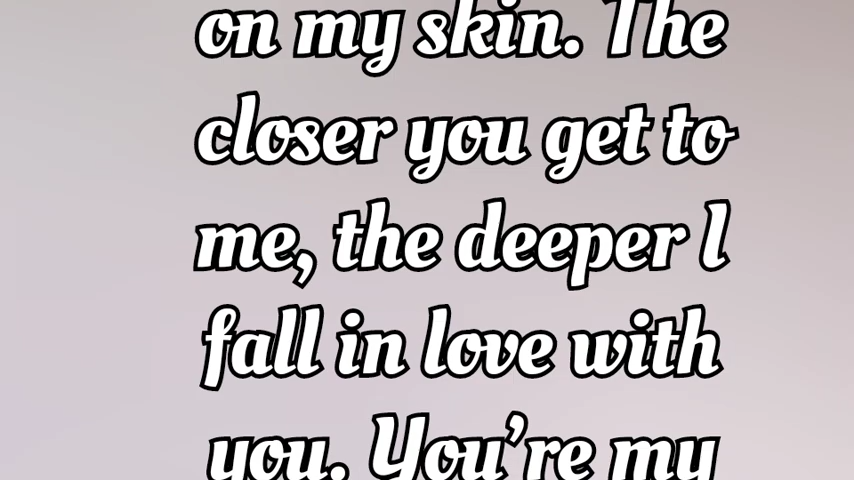 on my skin. The
closer you get to
me, the deeper I
fall in love with
you. You’re my